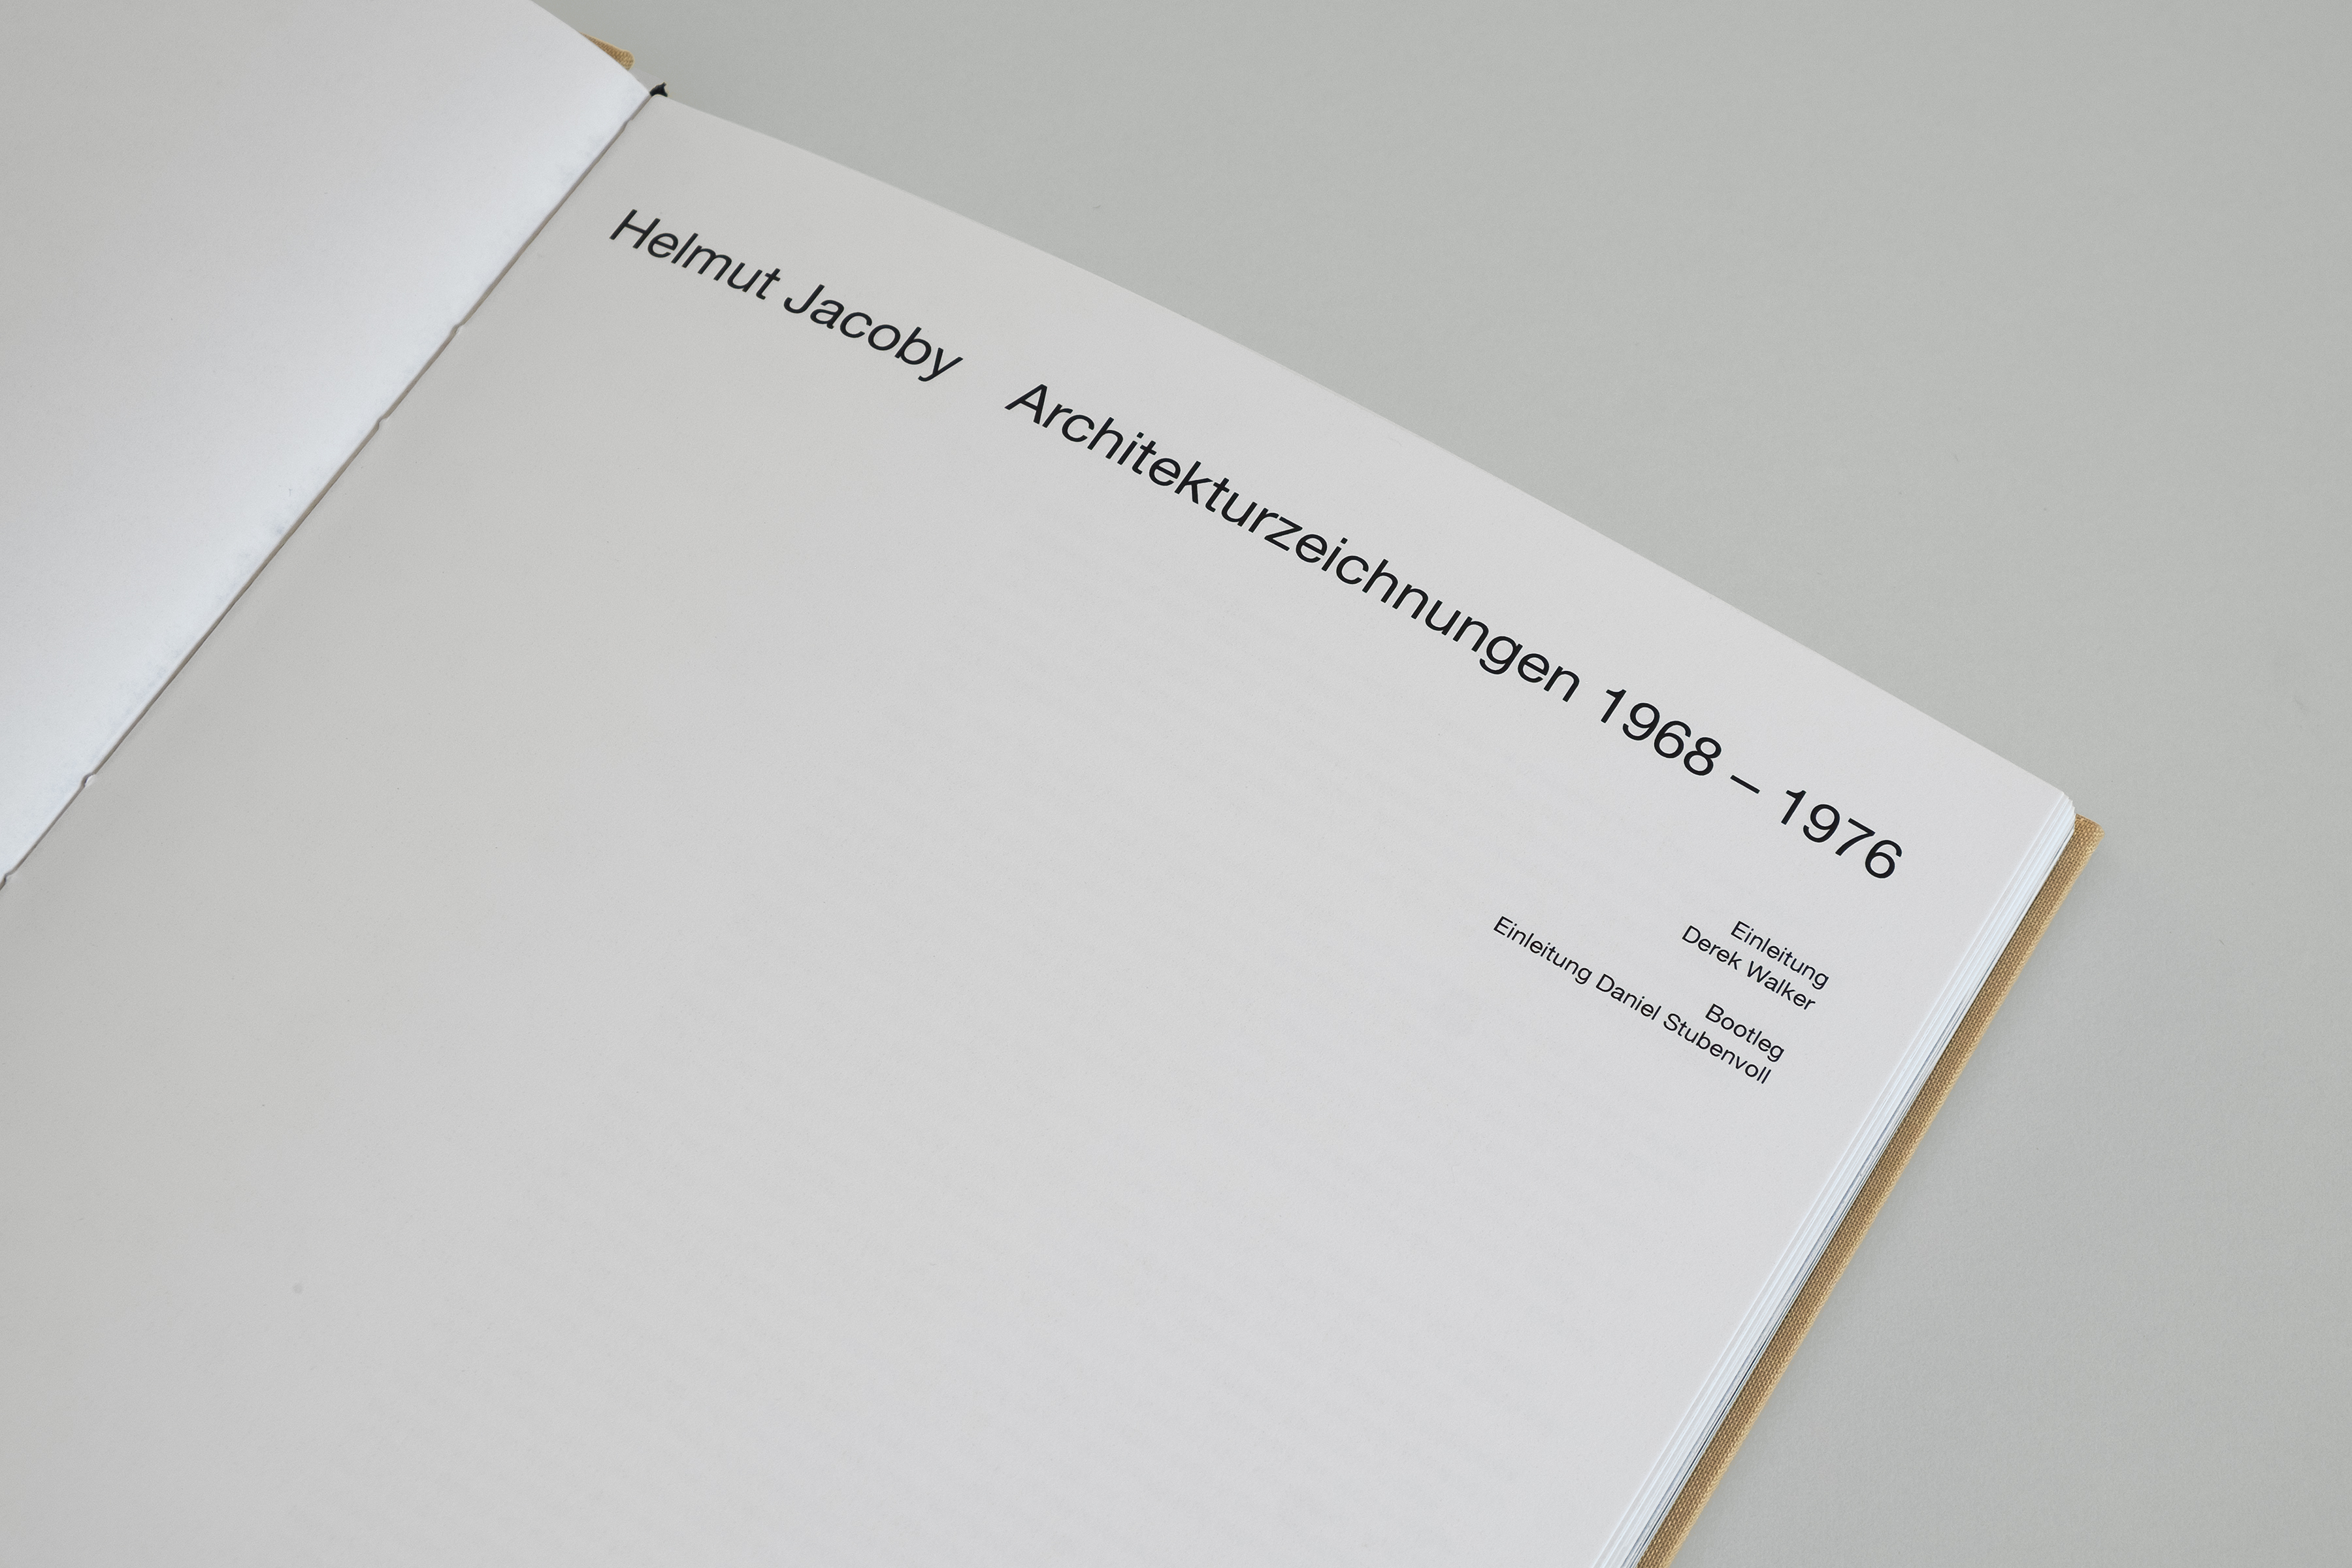 Helmut Jacoby Architekturzeichnungen 1968 – 1976
Einleitung
Derek Walker
Bootleg
Einleitung Daniel Stubenvoll